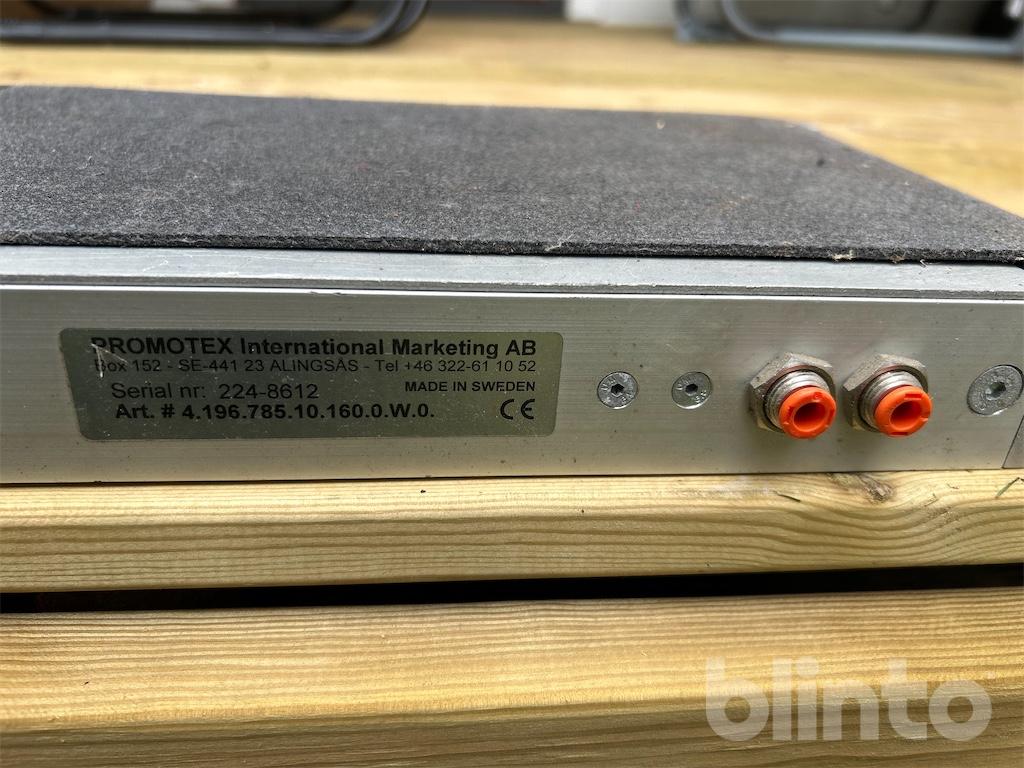 PROMOTEX International Marketing AB
Box 152 - SE-441 23 ALINGSÅS - Tel +46 322-61 10 52
Serial nr: 224-8612 MADE IN SWEDEN
Art. # 4.196.785.10.160.0.W.0. CE
blinto